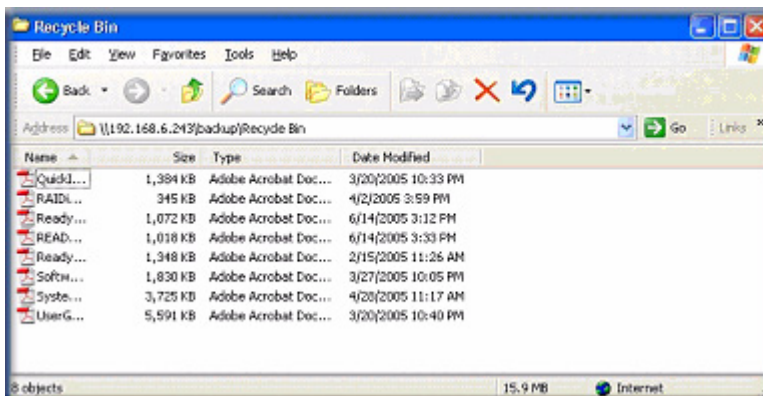 Recycle Bin
File Edit View Favorites Tools Help
Back Search Folders
Address \\192.168.6.243\backup\Recycle Bin Go Links »
Name Size Type Date Modified
QuickI... 1,384 KB Adobe Acrobat Doc... 3/20/2005 10:33 PM
RAIDi... 345 KB Adobe Acrobat Doc... 4/2/2005 3:59 PM
Ready... 1,072 KB Adobe Acrobat Doc... 6/14/2005 3:12 PM
READ... 1,018 KB Adobe Acrobat Doc... 6/14/2005 3:33 PM
Ready... 1,348 KB Adobe Acrobat Doc... 2/15/2005 11:26 AM
Softw... 1,830 KB Adobe Acrobat Doc... 3/27/2005 10:05 PM
Syste... 3,725 KB Adobe Acrobat Doc... 4/28/2005 11:17 AM
UserG... 5,591 KB Adobe Acrobat Doc... 3/20/2005 10:40 PM
8 objects 15.9 MB Internet